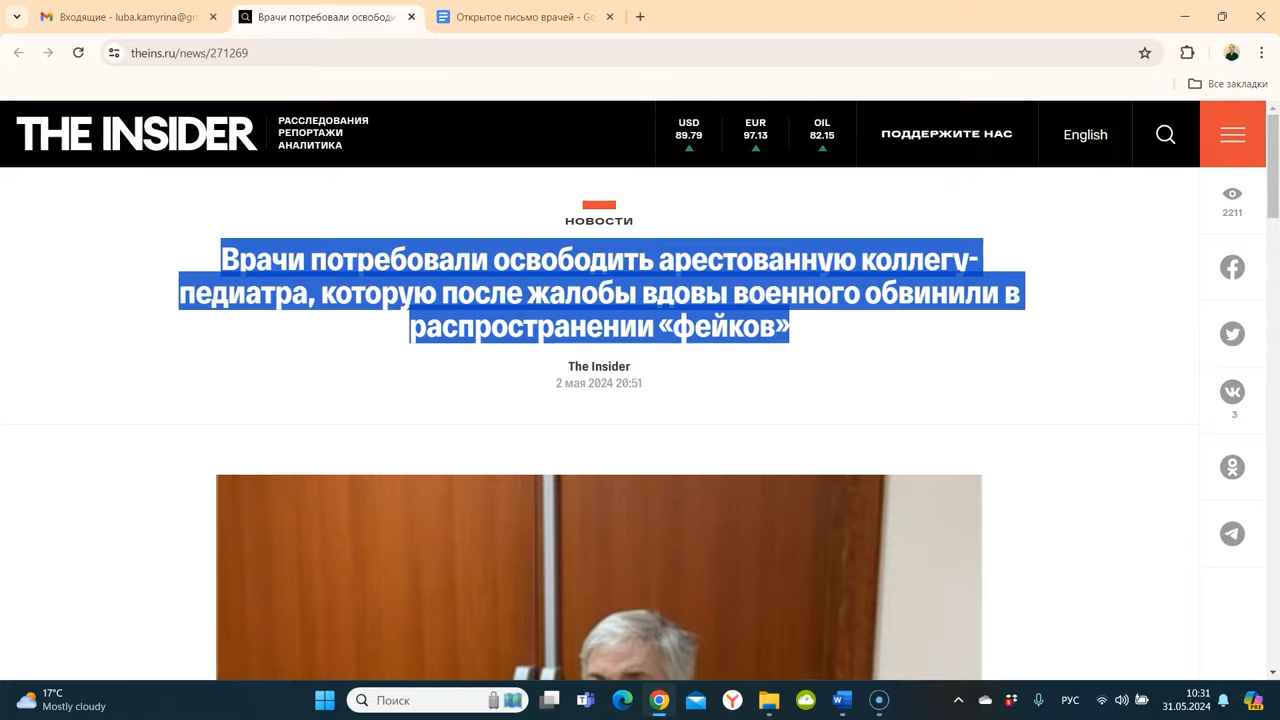 Входящие - luba.kamyrina@gm
Врачи потребовали освободи
Открытое письмо врачей - Go
theins.ru/news/271269
Все закладки
THE INSIDER
РАССЛЕДОВАНИЯ
РЕПОРТАЖИ
АНАЛИТИКА
USD
89.79
EUR
97.13
OIL
82.15
ПОДДЕРЖИТЕ НАС
English
2211
НОВОСТИ
Врачи потребовали освободить арестованную коллегу-
педиатра, которую после жалобы вдовы военного обвинили в
распространении «фейков»
The Insider
2 мая 2024 20:51
3
17°C
Mostly cloudy
Поиск
РУС
10:31
31.05.2024